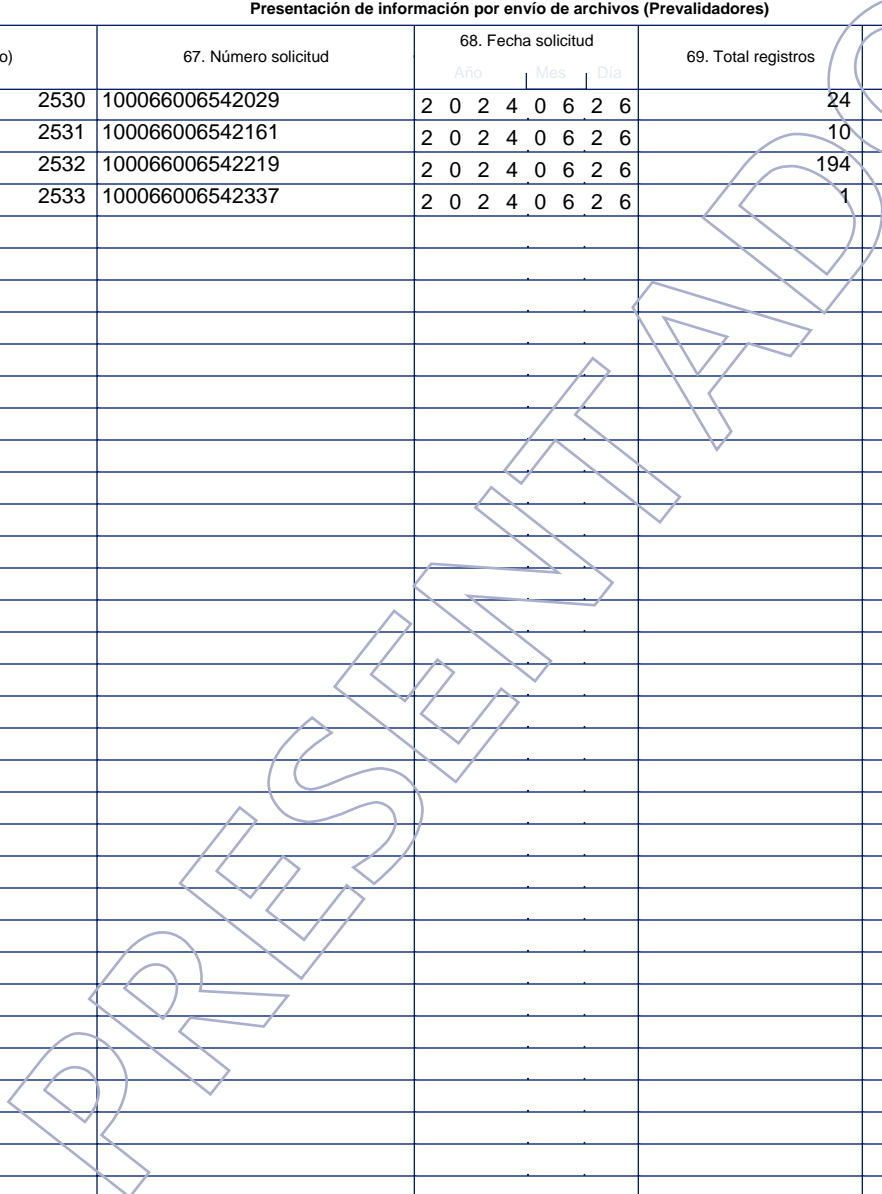 Presentación de información por envío de archivos (Prevalidadores)
o) 67. Número solicitud 68. Fecha solicitud 69. Total registros
Año Mes Día
2530 100066006542029 2 0 2 4 0 6 2 6 24
2531 100066006542161 2 0 2 4 0 6 2 6 10
2532 100066006542219 2 0 2 4 0 6 2 6 194
2533 100066006542337 2 0 2 4 0 6 2 6 1
PRESENTADO